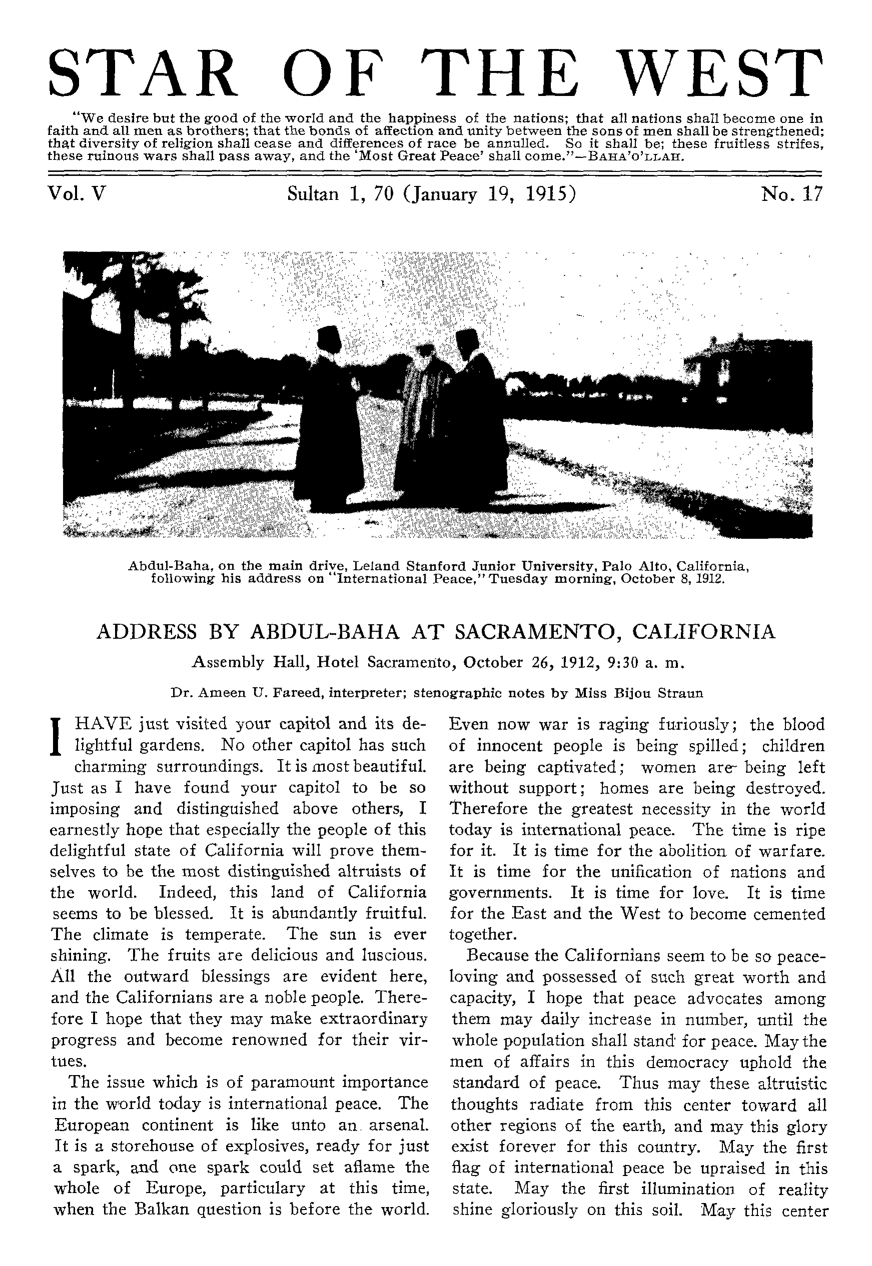 STAR OF THE WEST
"We desire but the good of the world and the happiness of the nations; that all nations shall become one in
faith and all men as brothers; that the bonds of affection and unity between the sons of men shall be strengthened;
that diversity of religion shall cease and differences of race be annulled. So it shall be; these fruitless strifes,
these ruinous wars shall pass away, and the 'Most Great Peace' shall come."—BAHA'O'LLAH.
Vol. V Sultan 1, 70 (January 19, 1915) No. 17
Abdul-Baha, on the main drive, Leland Stanford Junior University, Palo Alto, California,
following his address on "International Peace," Tuesday morning, October 8, 1912.
ADDRESS BY ABDUL-BAHA AT SACRAMENTO, CALIFORNIA
Assembly Hall, Hotel Sacramento, October 26, 1912, 9:30 a. m.
Dr. Ameen U. Fareed, interpreter; stenographic notes by Miss Bijou Straun
I HAVE just visited your capitol and its de-
lightful gardens. No other capitol has such
charming surroundings. It is most beautiful.
Just as I have found your capitol to be so
imposing and distinguished above others, I
earnestly hope that especially the people of this
delightful state of California will prove them-
selves to be the most distinguished altruists of
the world. Indeed, this land of California
seems to be blessed. It is abundantly fruitful.
The climate is temperate. The sun is ever
shining. The fruits are delicious and luscious.
All the outward blessings are evident here,
and the Californians are a noble people. There-
fore I hope that they may make extraordinary
progress and become renowned for their vir-
tues.
The issue which is of paramount importance
in the world today is international peace. The
European continent is like unto an arsenal.
It is a storehouse of explosives, ready for just
a spark, and one spark could set aflame the
whole of Europe, particulary at this time,
when the Balkan question is before the world.
Even now war is raging furiously; the blood
of innocent people is being spilled; children
are being captivated; women are being left
without support; homes are being destroyed.
Therefore the greatest necessity in the world
today is international peace. The time is ripe
for it. It is time for the abolition of warfare.
It is time for the unification of nations and
governments. It is time for love. It is time
for the East and the West to become cemented
together.
Because the Californians seem to be so peace-
loving and possessed of such great worth and
capacity, I hope that peace advocates among
them may daily increase in number, until the
whole population shall stand for peace. May the
men of affairs in this democracy uphold the
standard of peace. Thus may these altruistic
thoughts radiate from this center toward all
other regions of the earth, and may this glory
exist forever for this country. May the first
flag of international peace be upraised in this
state. May the first illumination of reality
shine gloriously on this soil. May this center